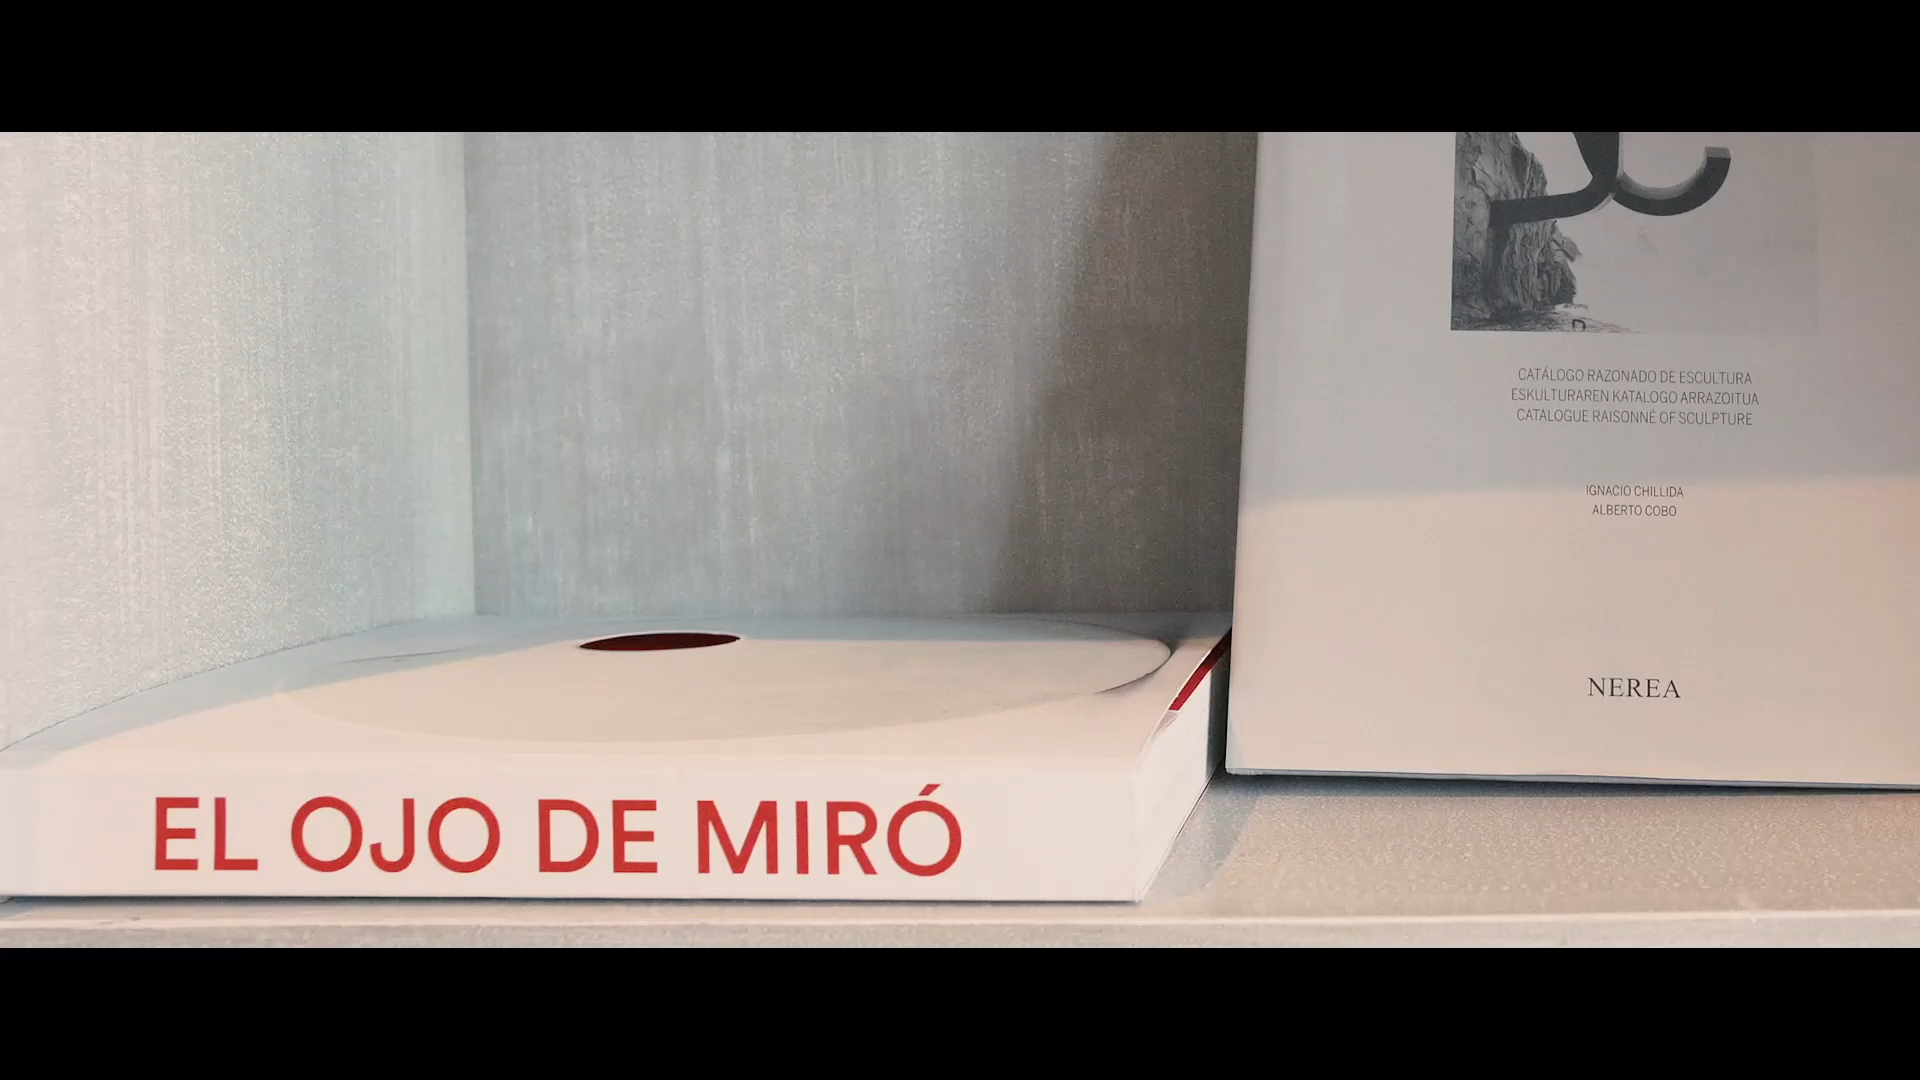 EL OJO DE MIRÓ
CATÁLOGO RAZONADO DE ESCULTURA
ESKULTURAREN KATALOGO ARRAZOITUA
CATALOGUE RAISONNÉ OF SCULPTURE
IGNACIO CHILLIDA
ALBERTO COBO
NEREA